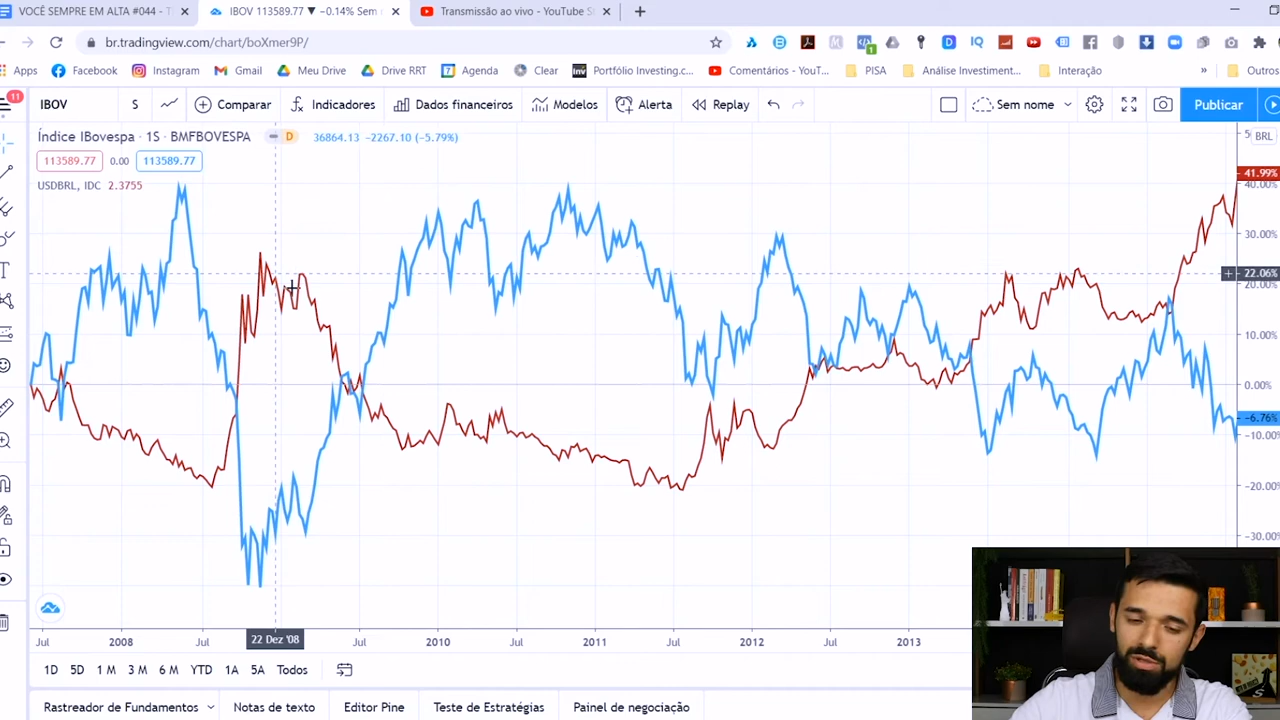 VOCÊ SEMPRE EM ALTA #044 - T
IBOV 113589.77 ▼ −0.14% Sem n
Transmissão ao vivo - YouTube S
br.tradingview.com/chart/boXmer9P/
Apps
Facebook
Instagram
Gmail
Meu Drive
Drive RRT
Agenda
Clear
Portfólio Investing.c...
Comentários - YouT...
PISA
Análise Investiment...
Interação
»
Outros
11
IBOV
S
Comparar
Indicadores
Dados financeiros
Modelos
Alerta
Replay
Sem nome
Publicar
Índice IBovespa · 1S · BMFBOVESPA
D
36864.13 −2267.10 (−5.79%)
BRL
113589.77
0.00
113589.77
USDBRL, IDC 2.3755
41.99%
40.00%
30.00%
22.06%
20.00%
10.00%
0.00%
−6.76%
−10.00%
−20.00%
−30.00%
Jul
2008
Jul
22 Dez '08
Jul
2010
Jul
2011
Jul
2012
Jul
2013
1D
5D
1 M
3 M
6 M
YTD
1A
5A
Todos
Rastreador de Fundamentos
Notas de texto
Editor Pine
Teste de Estratégias
Painel de negociação